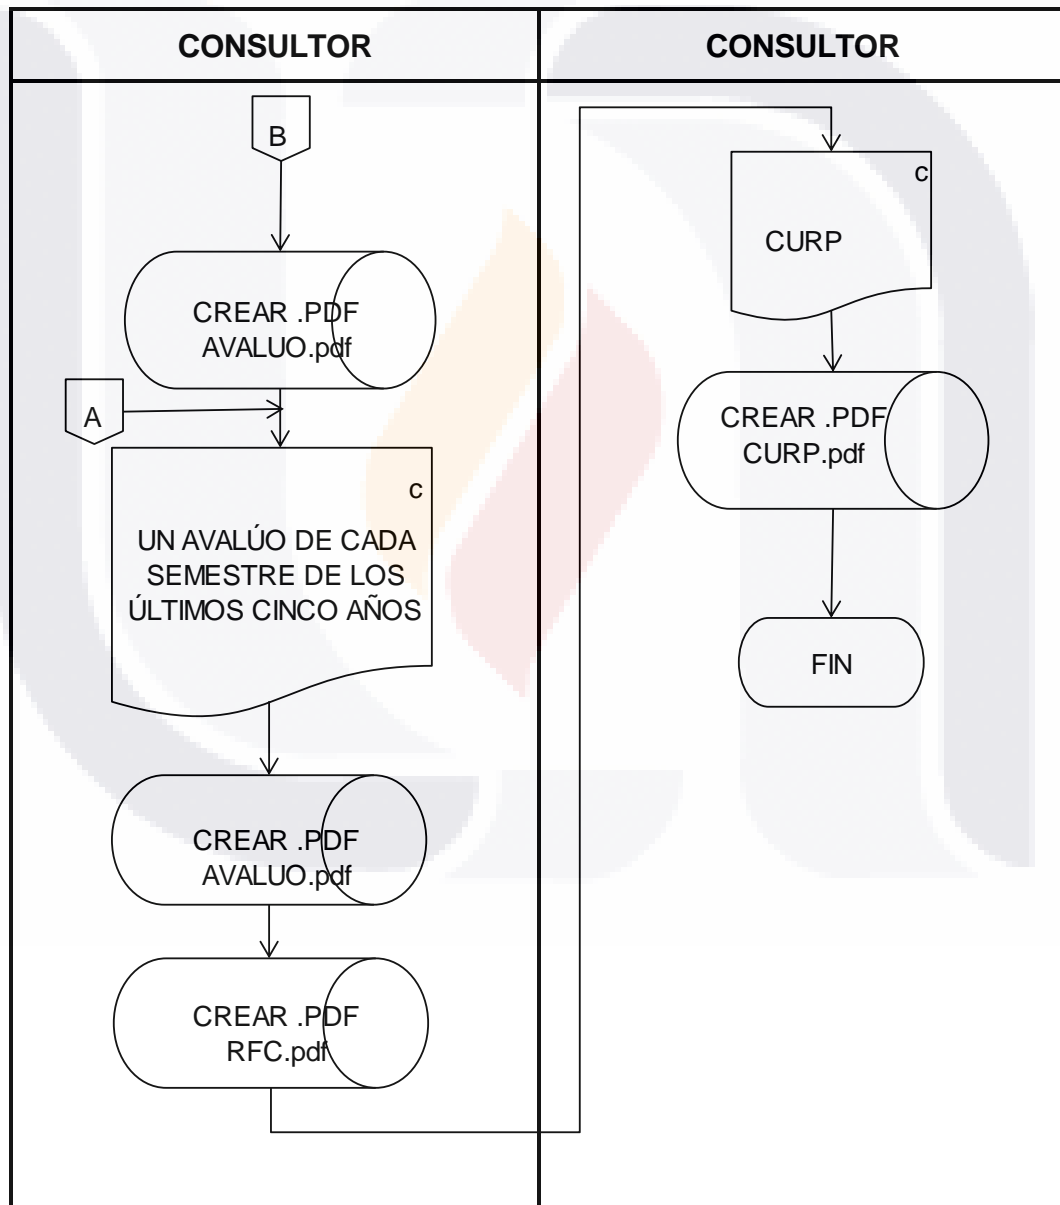 CONSULTOR
B
CREAR .PDF
AVALUO.pdf
A
c
UN AVALÚO DE CADA
SEMESTRE DE LOS
ÚLTIMOS CINCO AÑOS
CREAR .PDF
AVALUO.pdf
CREAR .PDF
RFC.pdf
CONSULTOR
c
CURP
CREAR .PDF
CURP.pdf
FIN